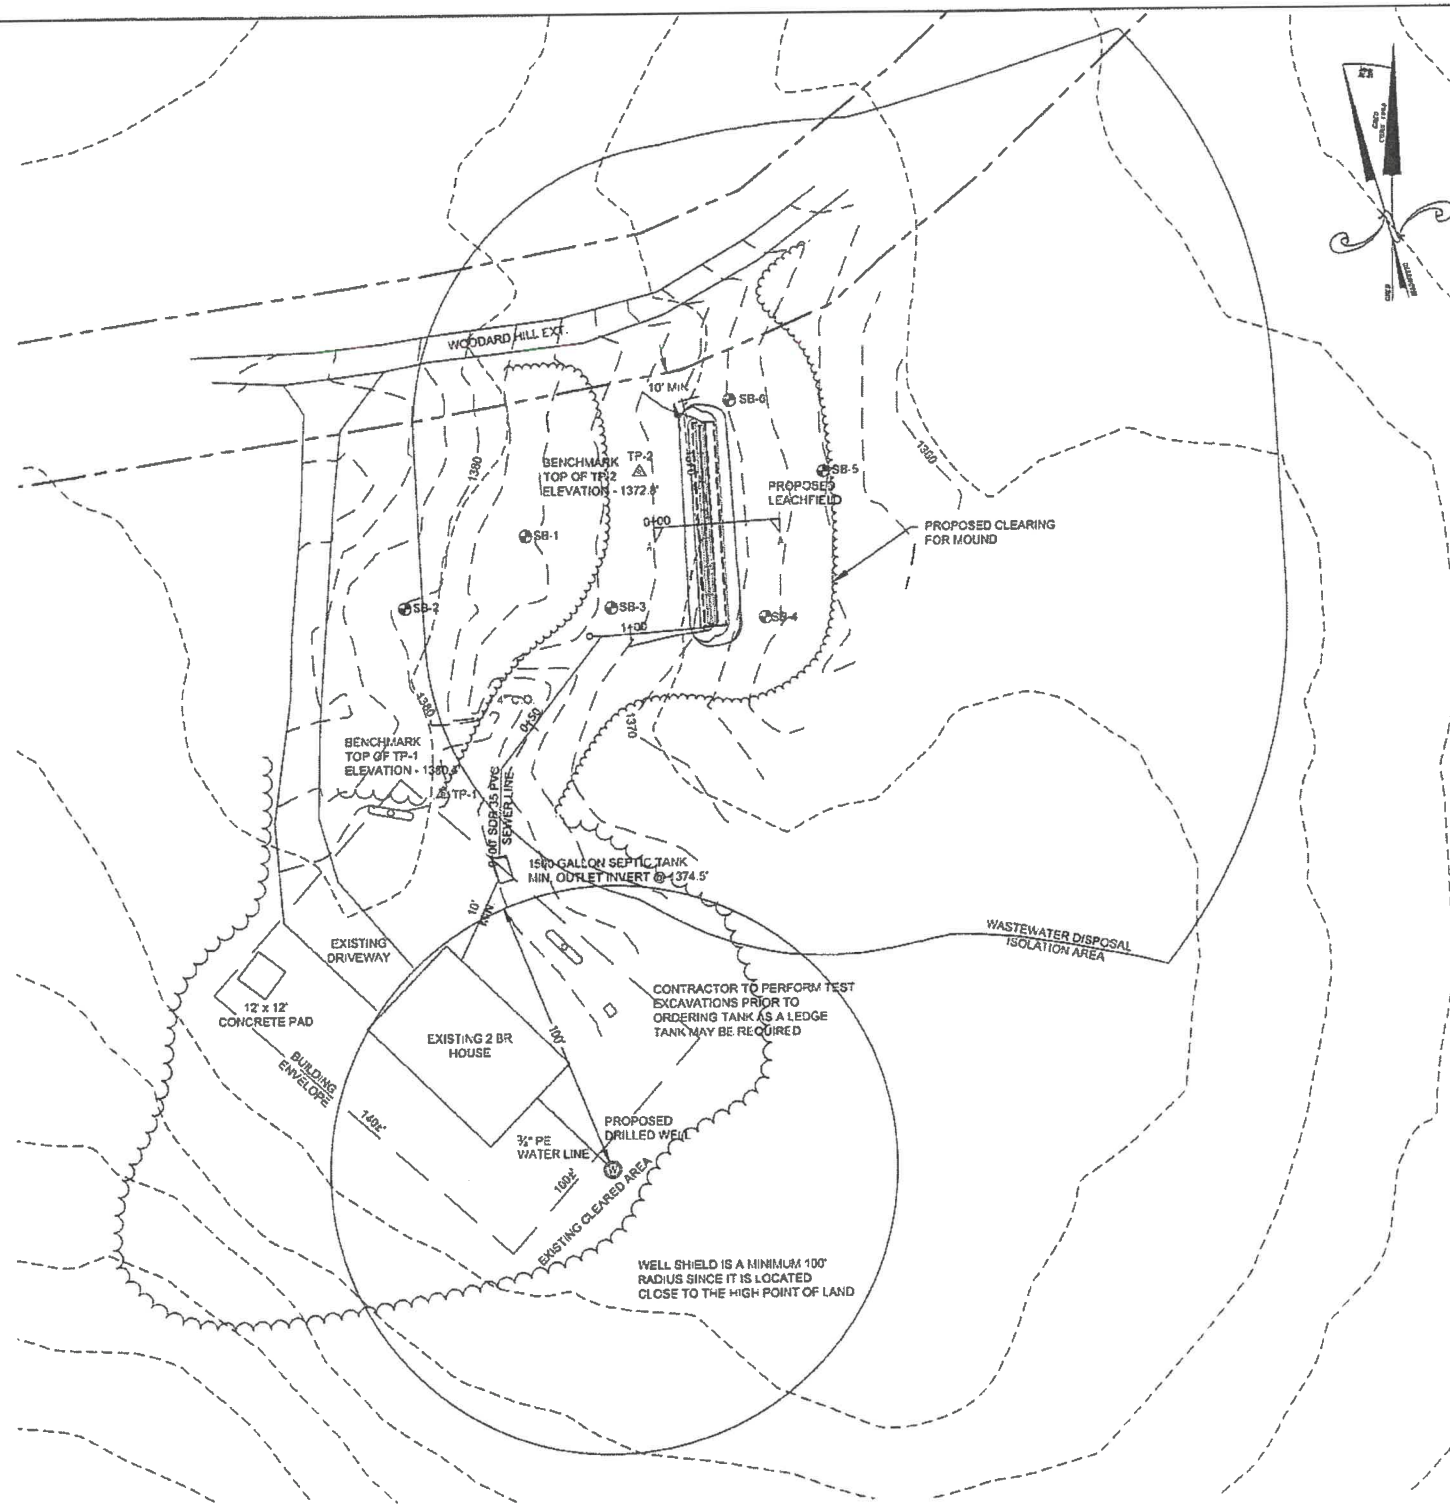 WOODARD HILL EXT.
10' MIN
SB-6
1380
BENCHMARK
TOP OF TP-2
ELEVATION - 1372.8'
TP-2
1360
SB-5
PROPOSED
LEACHFIELD
0+00
A
PROPOSED CLEARING
FOR MOUND
SB-1
SB-2
SB-3
SB-4
1+00
1380
4" C.O.
0+50
1370
BENCHMARK
TOP OF TP-1
ELEVATION - 1380.4'
TP-1
0+00
SDR 35 PVC
SEWER LINE
1500 GALLON SEPTIC TANK
MIN. OUTLET INVERT @ 1374.5'
10'
MIN.
EXISTING
DRIVEWAY
WASTEWATER DISPOSAL
ISOLATION AREA
12' x 12'
CONCRETE PAD
CONTRACTOR TO PERFORM TEST
EXCAVATIONS PRIOR TO
ORDERING TANK AS A LEDGE
TANK MAY BE REQUIRED
EXISTING 2 BR
HOUSE
100'
BUILDING
ENVELOPE
140±'
PROPOSED
DRILLED WELL
¾" PE
WATER LINE
W
100±'
EXISTING CLEARED AREA
WELL SHIELD IS A MINIMUM 100'
RADIUS SINCE IT IS LOCATED
CLOSE TO THE HIGH POINT OF LAND